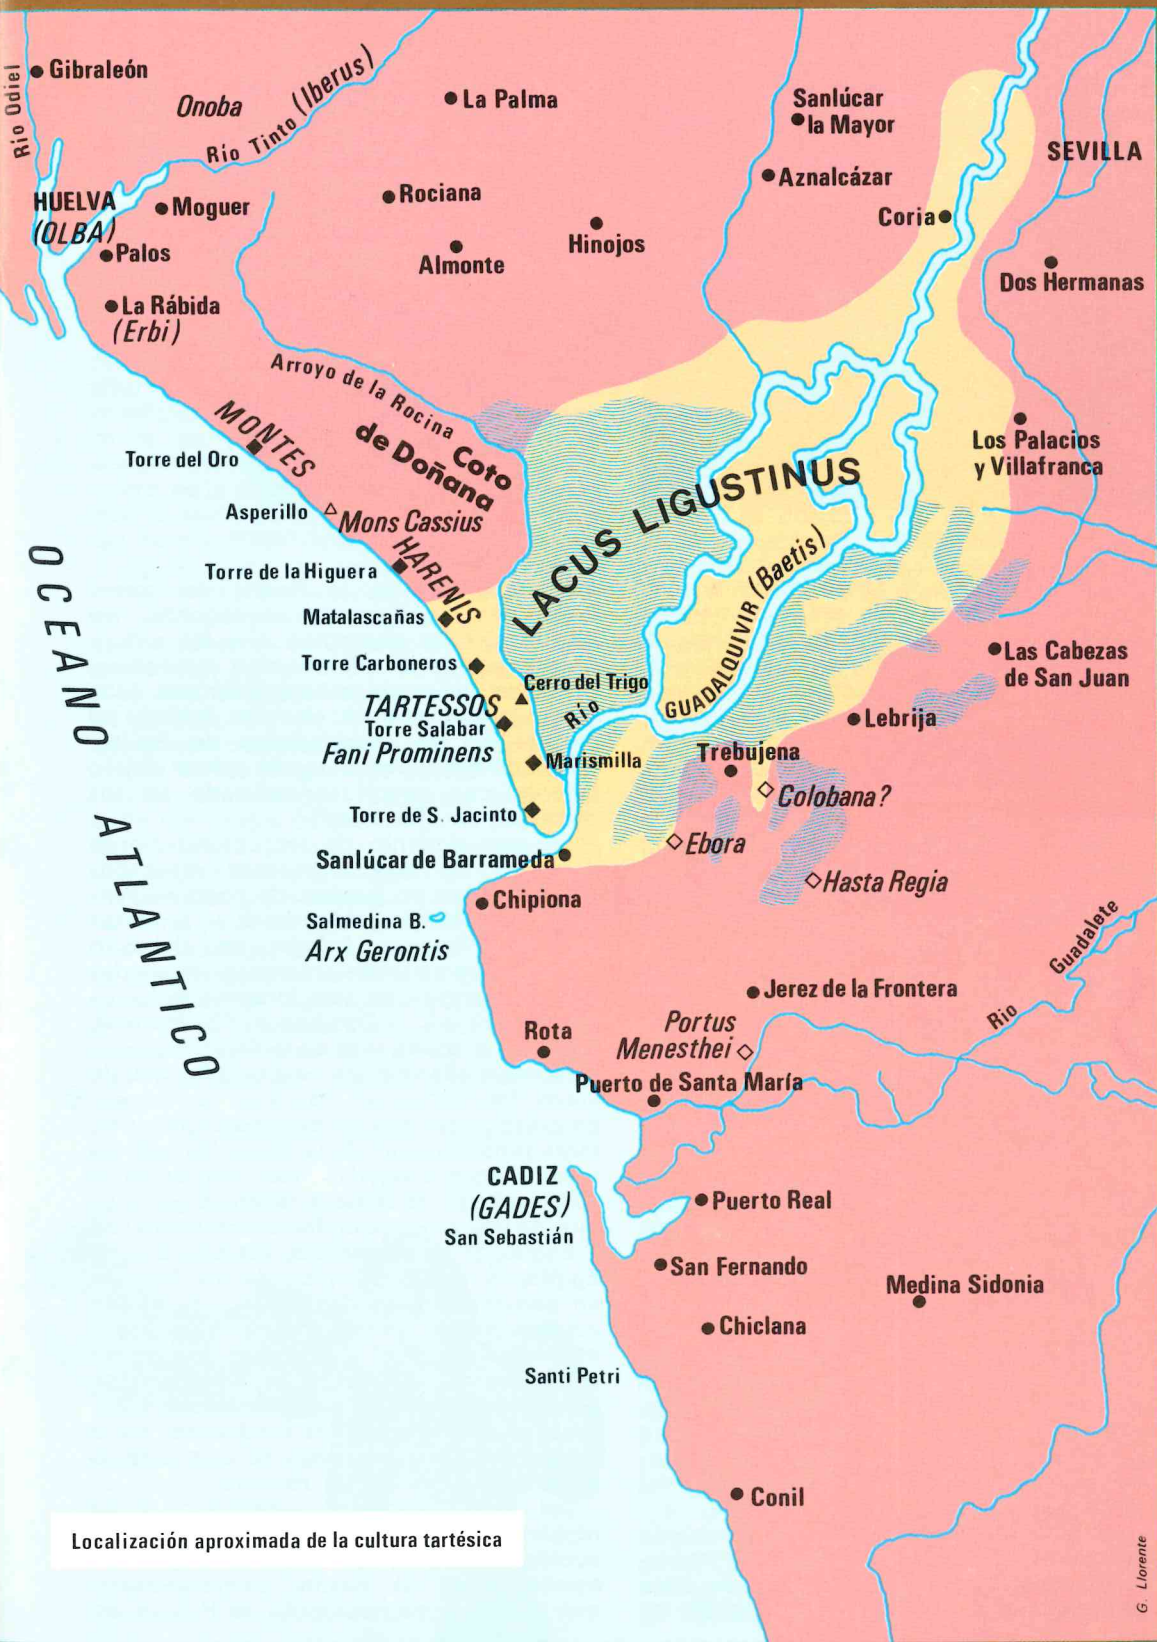 Río Odiel
Gibraleón
Onoba
Río Tinto (Iberus)
La Palma
Sanlúcar
la Mayor
SEVILLA
Aznalcázar
HUELVA
(OLBA)
Moguer
Rociana
Coria
Palos
Hinojos
Almonte
Dos Hermanas
La Rábida
(Erbi)
Arroyo de la Rocina
Coto
de Doñana
MONTES
Torre del Oro
Los Palacios
y Villafranca
LACUS LIGUSTINUS
Asperillo
Mons Cassius
HARENIS
Torre de la Higuera
Matalascañas
Torre Carboneros
Río
GUADALQUIVIR (Baetis)
Las Cabezas
de San Juan
Cerro del Trigo
TARTESSOS
Torre Salabar
Fani Prominens
Lebrija
Marismilla
Trebujena
Colobana?
Torre de S. Jacinto
Ebora
Sanlúcar de Barrameda
Hasta Regia
Chipiona
Salmedina B.
Arx Gerontis
OCEANO ATLANTICO
Rio Guadalete
Jerez de la Frontera
Portus
Menesthei
Rota
Puerto de Santa María
CADIZ
(GADES)
San Sebastián
Puerto Real
San Fernando
Medina Sidonia
Chiclana
Santi Petri
Conil
Localización aproximada de la cultura tartésica
G. Llorente